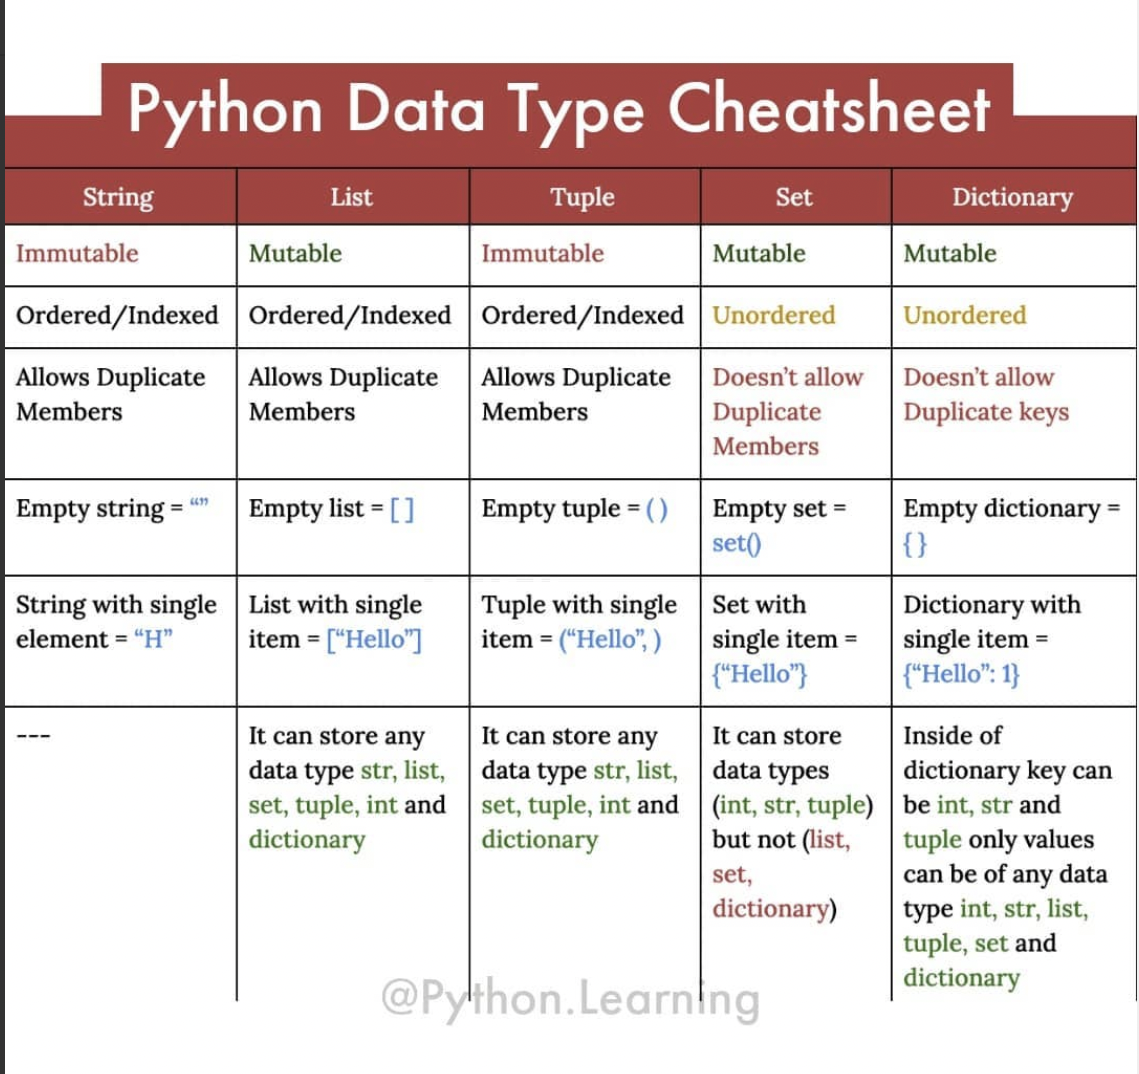 Python Data Type Cheatsheet
String
List
Tuple
Set
Dictionary
Immutable
Mutable
Immutable
Mutable
Mutable
Ordered/Indexed
Ordered/Indexed
Ordered/Indexed
Unordered
Unordered
Allows Duplicate
Members
Allows Duplicate
Members
Allows Duplicate
Members
Doesn’t allow
Duplicate
Members
Doesn’t allow
Duplicate keys
Empty string = “”
Empty list = [ ]
Empty tuple = ( )
Empty set =
set()
Empty dictionary =
{ }
String with single
element = “H”
List with single
item = [“Hello”]
Tuple with single
item = (“Hello”, )
Set with
single item =
{“Hello”}
Dictionary with
single item =
{“Hello”: 1}
---
It can store any
data type str, list,
set, tuple, int and
dictionary
It can store any
data type str, list,
set, tuple, int and
dictionary
It can store
data types
(int, str, tuple)
but not (list,
set,
dictionary)
Inside of
dictionary key can
be int, str and
tuple only values
can be of any data
type int, str, list,
tuple, set and
dictionary
@Python.Learning